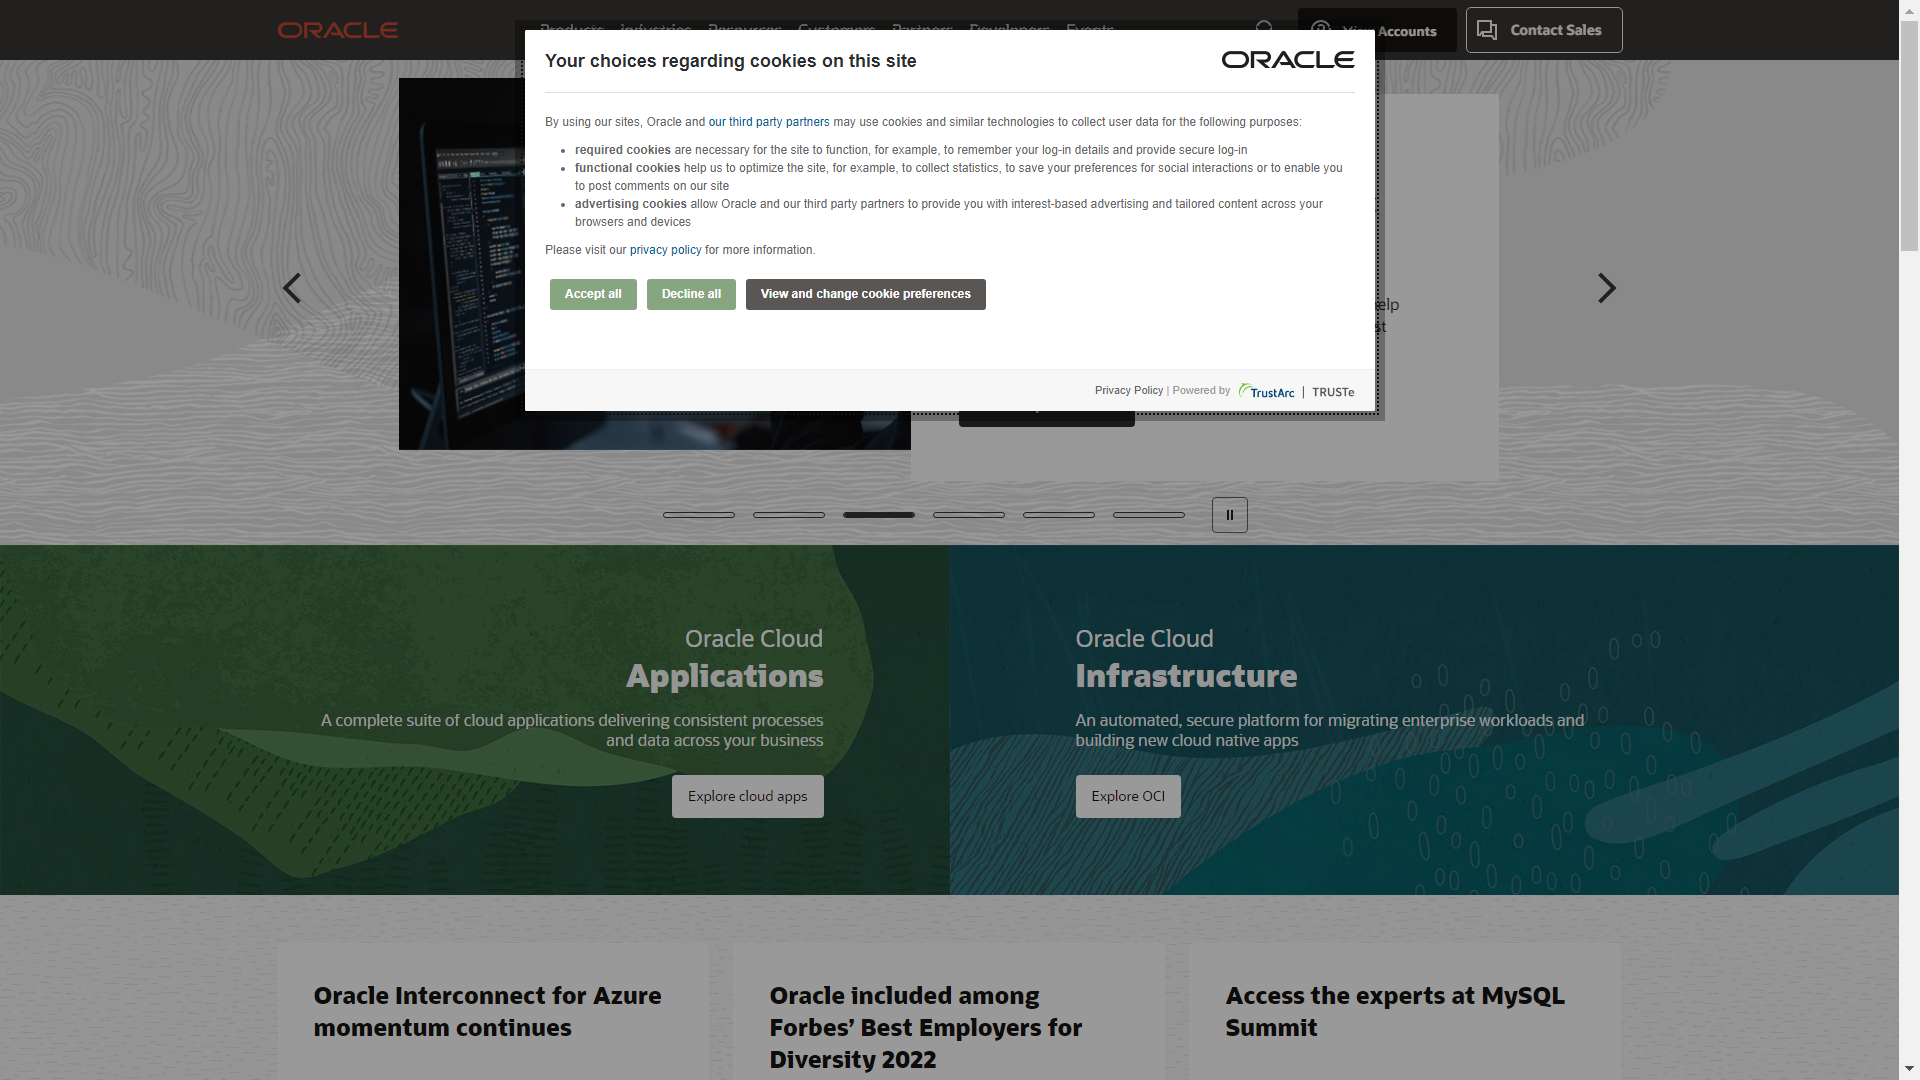 ORACLE
Products Industries Resources Customers Partners Developers Events
View Accounts
Contact Sales
Your choices regarding cookies on this site
ORACLE
By using our sites, Oracle and our third party partners may use cookies and similar technologies to collect user data for the following purposes:
required cookies are necessary for the site to function, for example, to remember your log-in details and provide secure log-in
functional cookies help us to optimize the site, for example, to collect statistics, to save your preferences for social interactions or to enable you
to post comments on our site
advertising cookies allow Oracle and our third party partners to provide you with interest-based advertising and tailored content across your
browsers and devices
Please visit our privacy policy for more information.
Accept all
Decline all
View and change cookie preferences
Privacy Policy | Powered by TrustArc | TRUSTe
Oracle Cloud
Applications
A complete suite of cloud applications delivering consistent processes
and data across your business
Explore cloud apps
Oracle Cloud
Infrastructure
An automated, secure platform for migrating enterprise workloads and
building new cloud native apps
Explore OCI
Oracle Interconnect for Azure
momentum continues
Oracle included among
Forbes’ Best Employers for
Diversity 2022
Access the experts at MySQL
Summit